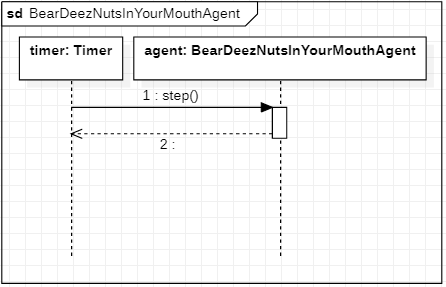 sd BearDeezNutsInYourMouthAgent
timer: Timer
agent: BearDeezNutsInYourMouthAgent
1 : step()
2 :